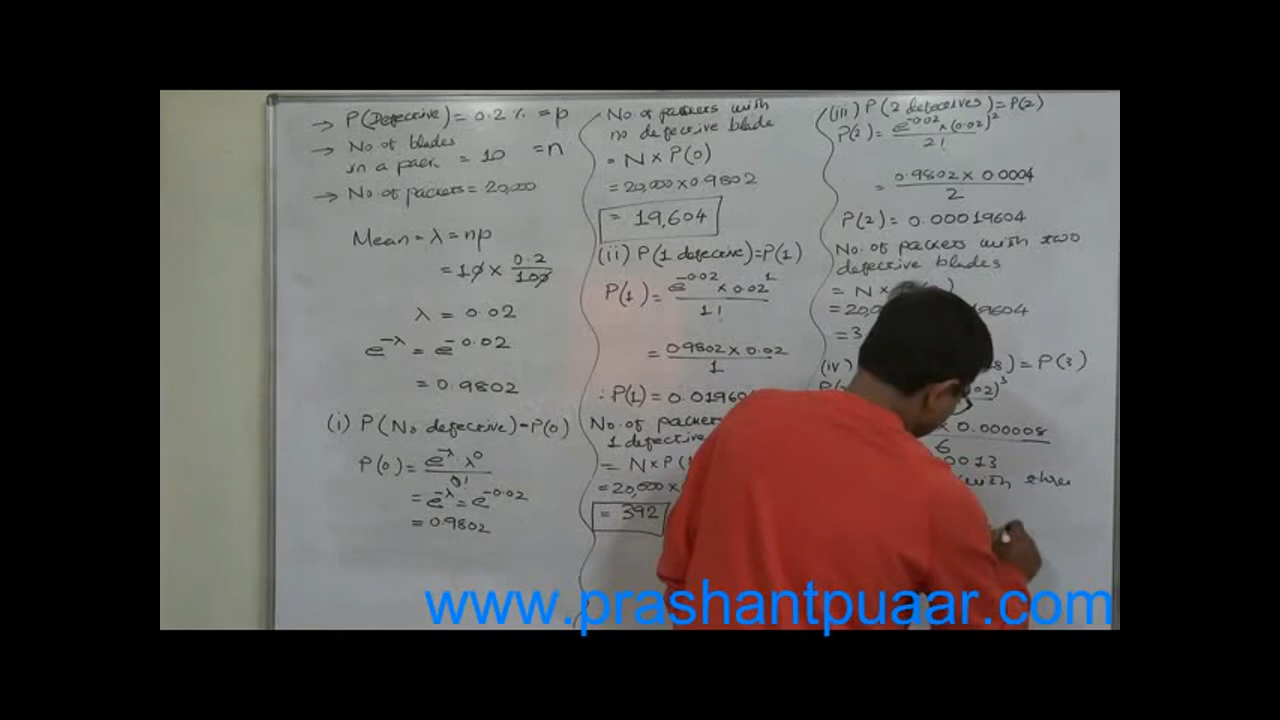 → P(Defective) = 0.2 % = p
→ No. of blades
in a pack = 10 = n
→ No. of packets = 20,000
Mean = λ = np
= 10 × 0.2/100
λ = 0.02
e^-λ = e^-0.02
= 0.9802
(i) P(No defective) = P(0)
P(0) = e^-λ λ^0 / 0!
= e^-λ = e^-0.02
= 0.9802
No. of packets with
no defective blade
= N × P(0)
= 20,000 × 0.9802
= 19,604
(ii) P(1 defective) = P(1)
P(1) = e^-0.02 × 0.02^1 / 1!
= 0.9802 × 0.02 / 1
∴ P(1) = 0.01960
No. of packets
1 defective
= N × P(1
= 20,000 ×
= 392
(iii) P(2 defectives) = P(2)
P(2) = e^-0.02 × (0.02)^2 / 2!
= 0.9802 × 0.0004 / 2
P(2) = 0.00019604
No. of packets with two
defective blades
= N ×
= 20,0 19604
= 3
(iv) ) = P(3)
02)^3
× 0.000008
6
0013
with three
www.prashantpuaar.com